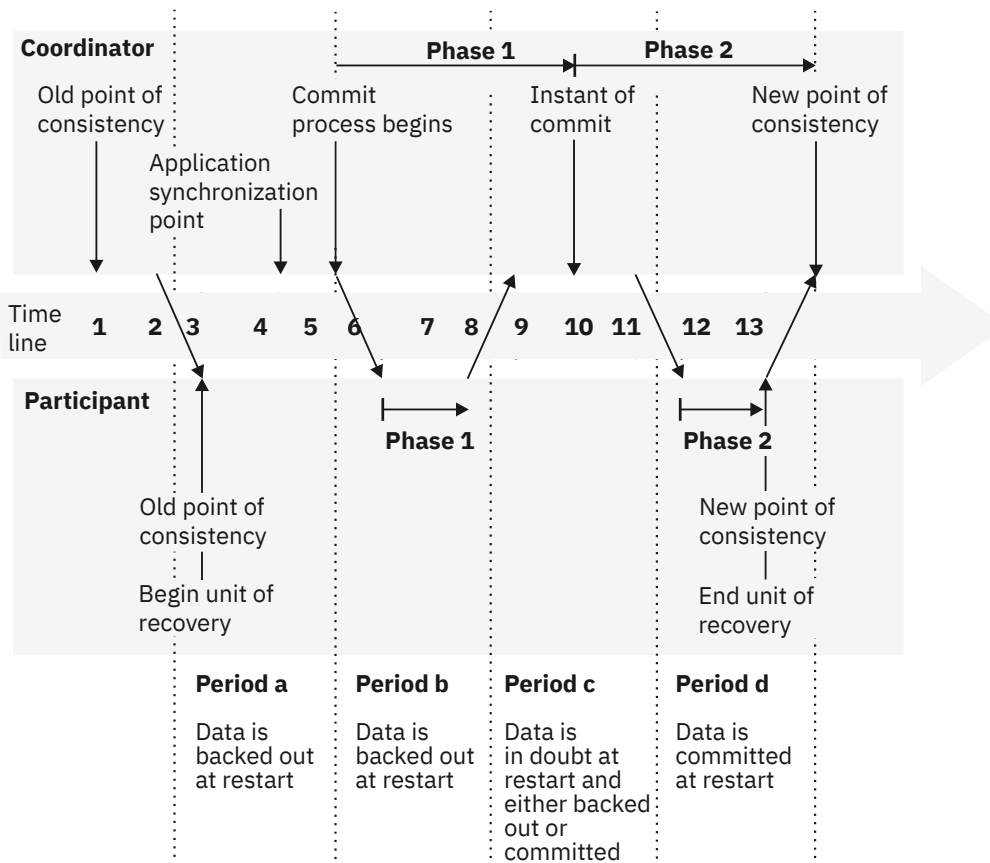 Coordinator
Phase 1
Phase 2
Old point of
consistency
Commit
process begins
Instant of
commit
New point of
consistency
Application
synchronization
point
Time
line
1 2 3 4 5 6 7 8 9 10 11 12 13
Participant
Phase 1
Phase 2
Old point of
consistency
New point of
consistency
Begin unit of
recovery
End unit of
recovery
Period a
Data is
backed out
at restart
Period b
Data is
backed out
at restart
Period c
Data is
in doubt at
restart and
either backed
out or
committed
Period d
Data is
committed
at restart